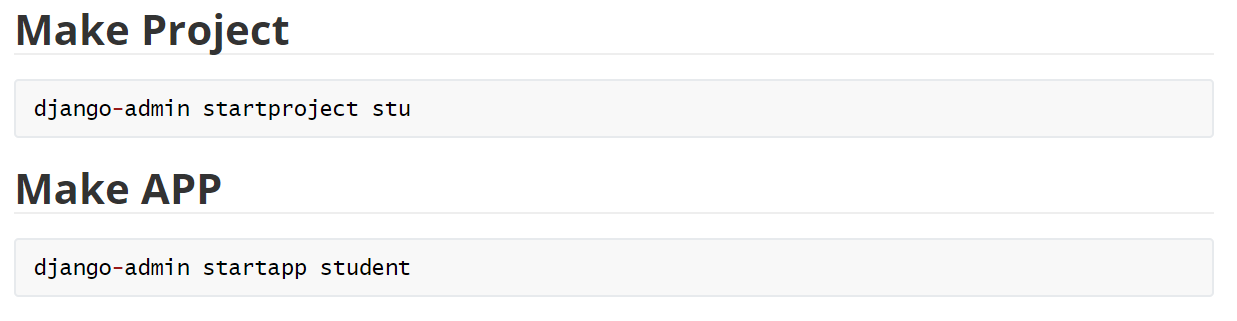 Make Project
django-admin startproject stu
Make APP
django-admin startapp student